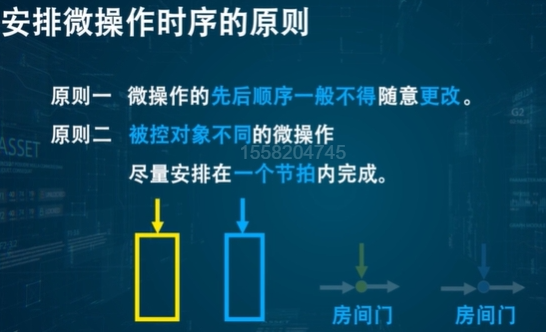 安排微操作时序的原则
原则一 微操作的先后顺序一般不得随意更改。
原则二 被控对象不同的微操作
1558204745
尽量安排在一个节拍内完成。
ASSET
G2
房间门 房间门